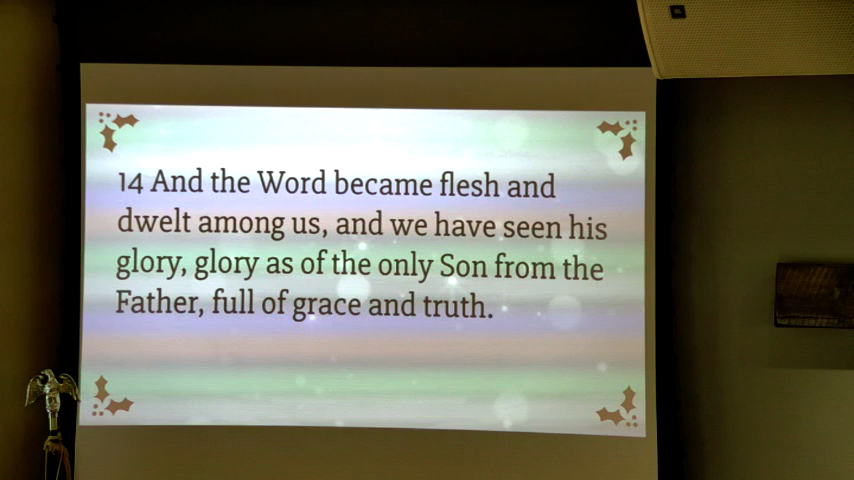 14 And the Word became flesh and
dwelt among us, and we have seen his
glory, glory as of the only Son from the
Father, full of grace and truth.